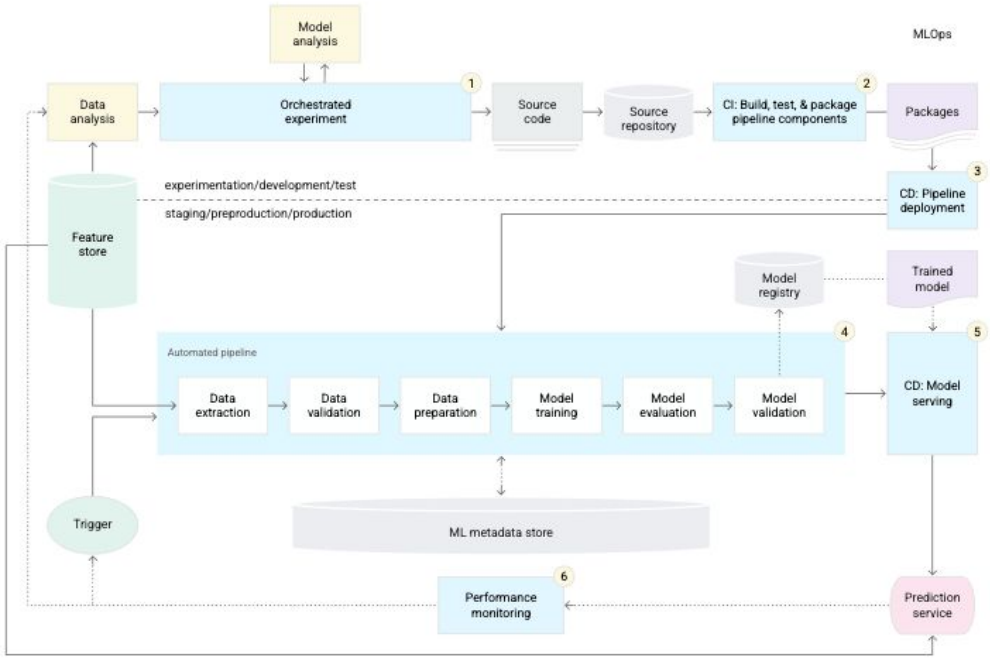 Model
analysis
MLOps
1
2
Data
analysis
Orchestrated
experiment
Source
code
Source
repository
CI: Build, test, & package
pipeline components
Packages
3
experimentation/development/test
staging/preproduction/production
CD: Pipeline
deployment
Feature
store
Model
registry
Trained
model
4
5
Automated pipeline
Data
extraction
Data
validation
Data
preparation
Model
training
Model
evaluation
Model
validation
CD: Model
serving
Trigger
ML metadata store
6
Performance
monitoring
Prediction
service